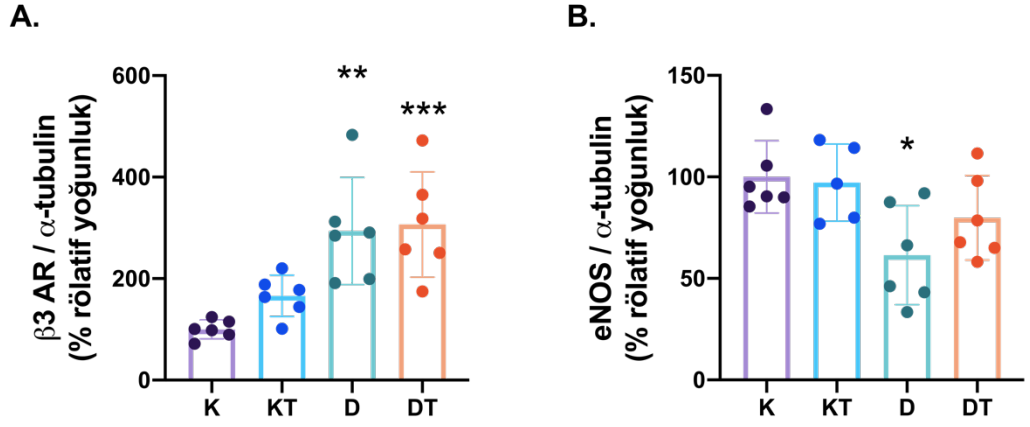 A.
β3 AR / α-tubulin
(% rölatif yoğunluk)
600
400
200
0
**
***
K KT D DT
B.
eNOS / α-tubulin
(% rölatif yoğunluk)
150
100
50
0
*
K KT D DT